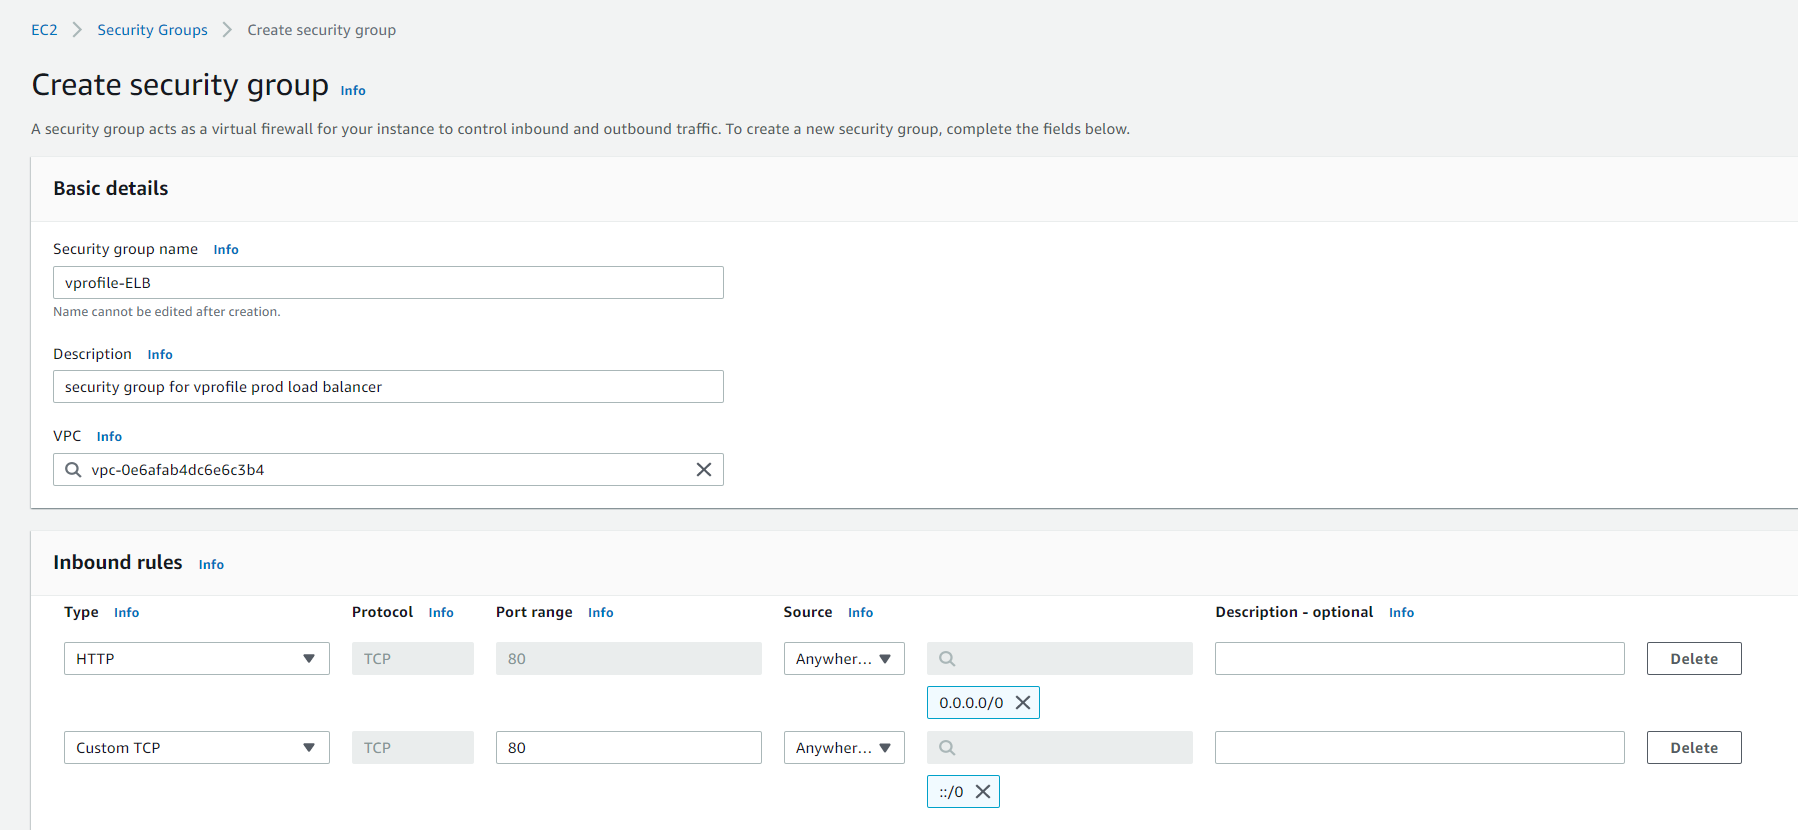 EC2 Security Groups Create security group
Create security group Info
A security group acts as a virtual firewall for your instance to control inbound and outbound traffic. To create a new security group, complete the fields below.
Basic details
Security group name Info
vprofile-ELB
Name cannot be edited after creation.
Description Info
security group for vprofile prod load balancer
VPC Info
vpc-0e6afab4dc6e6c3b4
Inbound rules Info
Type Info Protocol Info Port range Info Source Info Description - optional Info
HTTP TCP 80 Anywher... Delete
0.0.0.0/0
Custom TCP TCP 80 Anywher... Delete
::/0